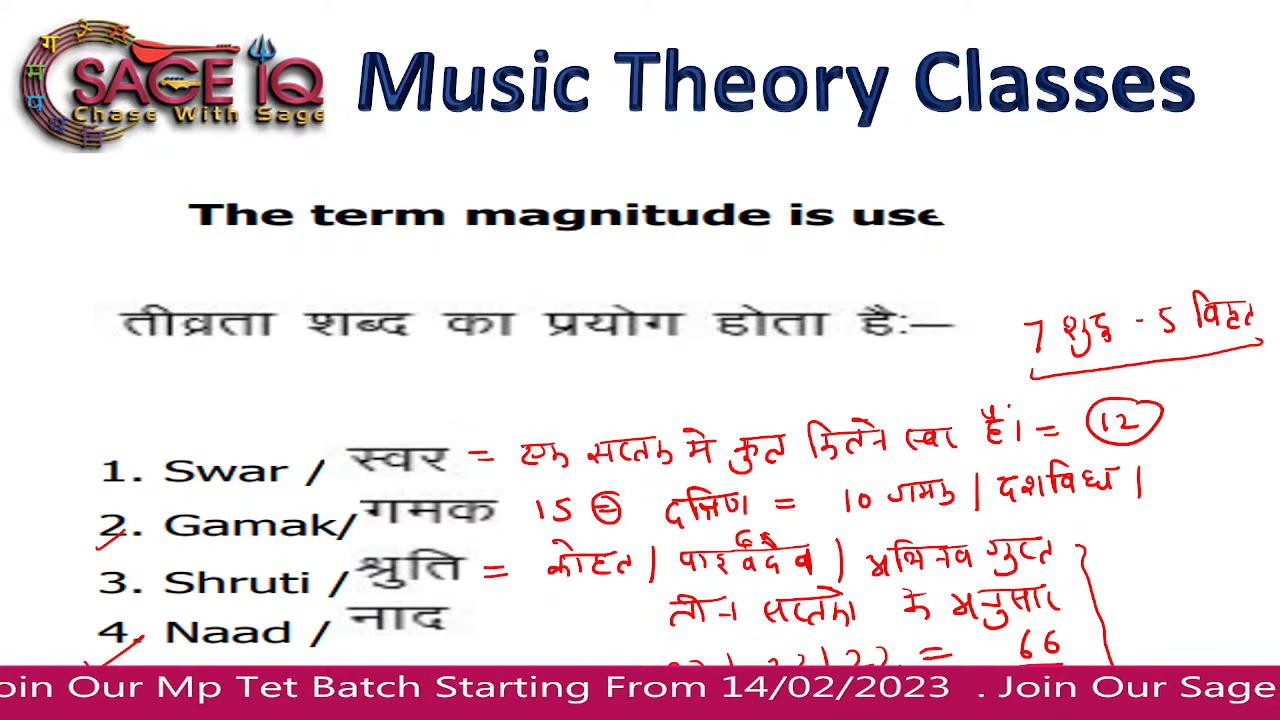 SAGE IQ
Chase With Sage
Music Theory Classes
The term magnitude is use
तीव्रता शब्द का प्रयोग होता है:—
7 शुद्ध - 5 विकृत
1. Swar / स्वर = एक सप्तक मे कुल कितने स्वर हैं। = 12
2. Gamak/ गमक 15 = दक्षिण = 10 गमक / दशविध /
3. Shruti / श्रुति = कोहल / पार्श्वदेव / अभिनव गुप्त
तीन सप्तको के अनुसार
4. Naad / नाद
= 66
oin Our Mp Tet Batch Starting From 14/02/2023 . Join Our Sage